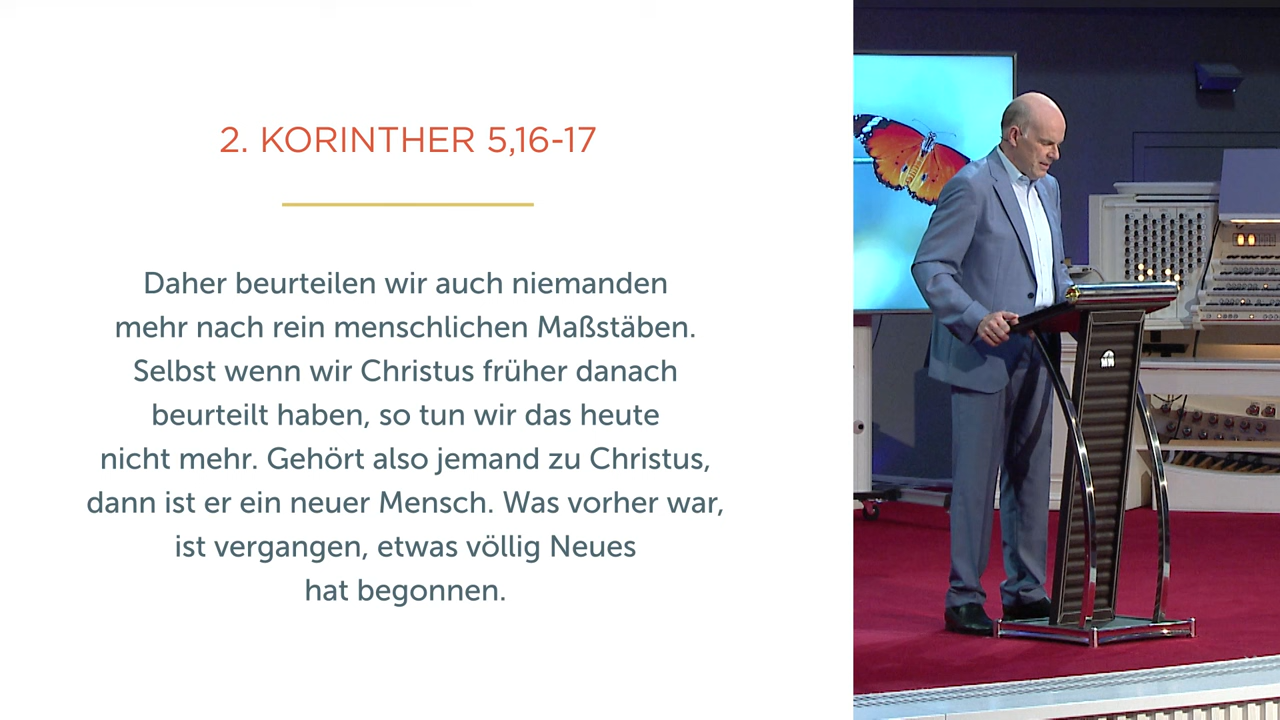 2. KORINTHER 5,16-17
Daher beurteilen wir auch niemanden
mehr nach rein menschlichen Maßstäben.
Selbst wenn wir Christus früher danach
beurteilt haben, so tun wir das heute
nicht mehr. Gehört also jemand zu Christus,
dann ist er ein neuer Mensch. Was vorher war,
ist vergangen, etwas völlig Neues
hat begonnen.